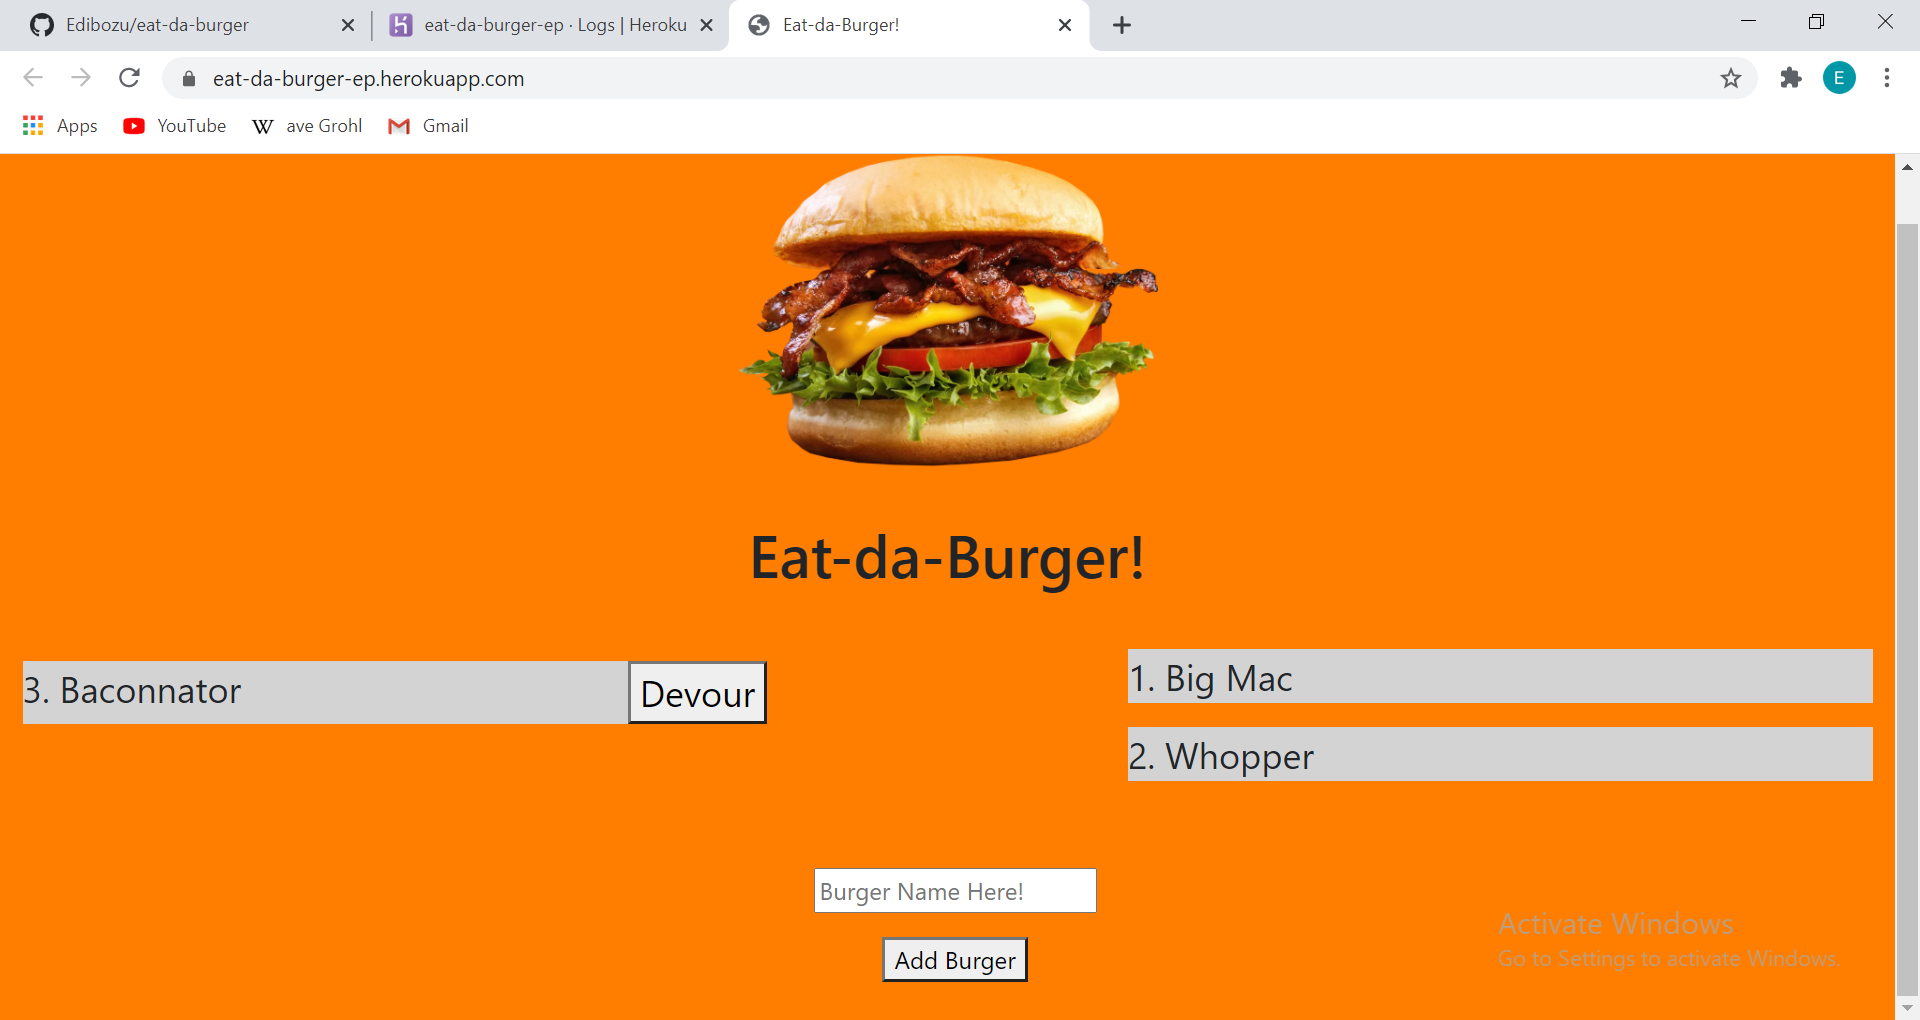 Edibozu/eat-da-burger
eat-da-burger-ep · Logs | Heroku
Eat-da-Burger!
eat-da-burger-ep.herokuapp.com
E
Apps
YouTube
W ave Grohl
Gmail
Eat-da-Burger!
3. Baconnator
Devour
1. Big Mac
2. Whopper
Burger Name Here!
Add Burger
Activate Windows
Go to Settings to activate Windows.